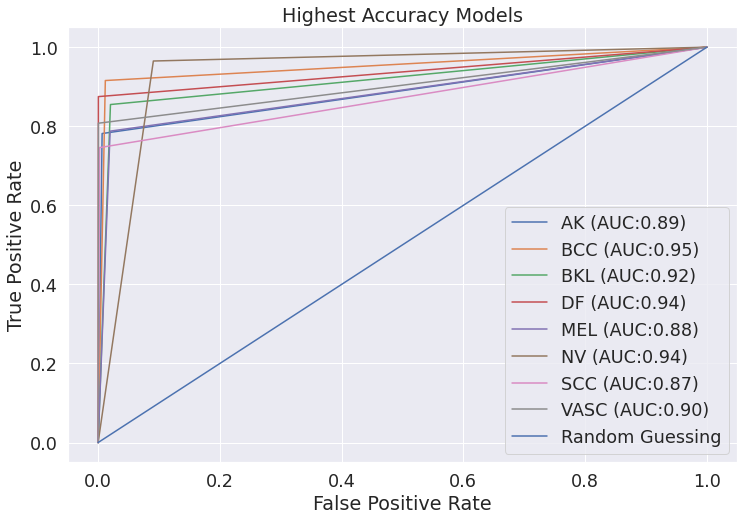 Highest Accuracy Models
True Positive Rate
1.0
0.8
0.6
0.4
0.2
0.0
AK (AUC:0.89)
BCC (AUC:0.95)
BKL (AUC:0.92)
DF (AUC:0.94)
MEL (AUC:0.88)
NV (AUC:0.94)
SCC (AUC:0.87)
VASC (AUC:0.90)
Random Guessing
0.0 0.2 0.4 0.6 0.8 1.0
False Positive Rate